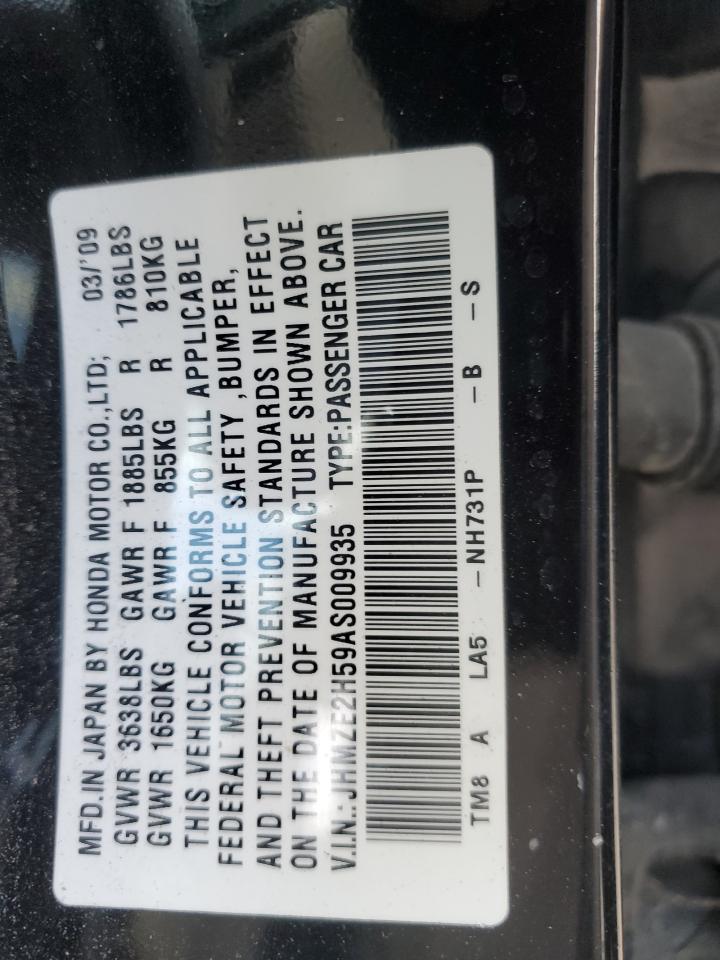 MFD.IN JAPAN BY HONDA MOTOR CO.,LTD; 03/'09
GVWR 3638LBS GAWR F 1885LBS R 1786LBS
GVWR 1650KG GAWR F 855KG R 810KG
THIS VEHICLE CONFORMS TO ALL APPLICABLE
FEDERAL MOTOR VEHICLE SAFETY ,BUMPER,
AND THEFT PREVENTION STANDARDS IN EFFECT
ON THE DATE OF MANUFACTURE SHOWN ABOVE.
V.I.N.: JHMZE2H59AS009935 TYPE:PASSENGER CAR
TM8 A LA5 -NH731P -B -S